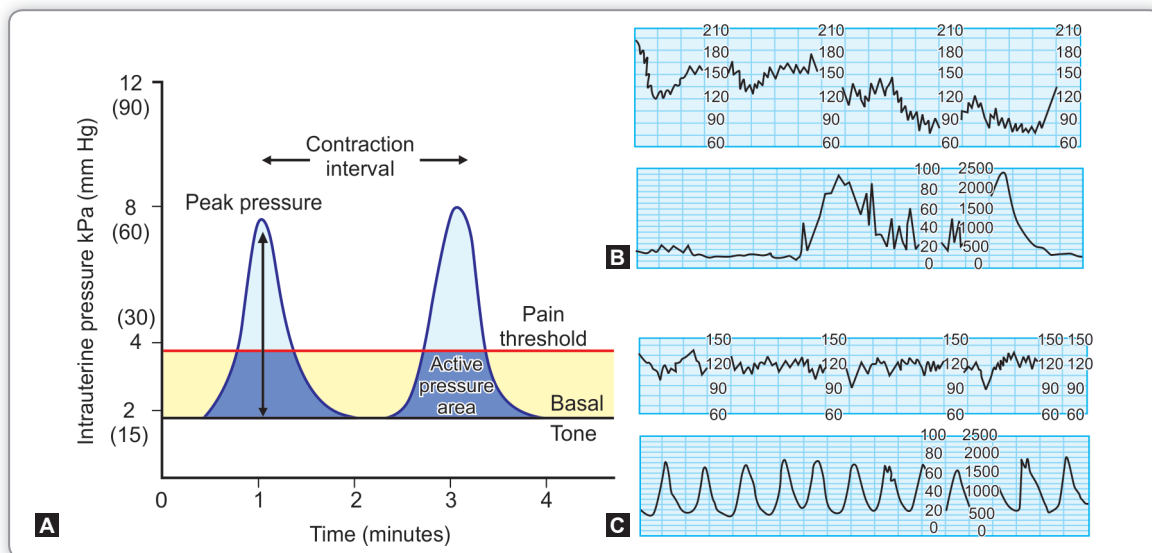 Intrauterine pressure kPa (mm Hg)
12
(90)
8
(60)
(30)
4
2
(15)
Contraction
interval
Peak pressure
Pain
threshold
Active
pressure
area
Basal
Tone
0
1
2
3
4
Time (minutes)
A
210 210 210 210
180 180 180 180
150 150 150 150
120 120 120 120
90 90 90 90
60 60 60 60
100 2500
80 2000
60 1500
40 1000
20 500
0 0
B
150 150 150 150 150
120 120 120 120 120
90 90 90 90 90
60 60 60 60 60
100 2500
80 2000
60 1500
40 1000
20 500
0 0
C